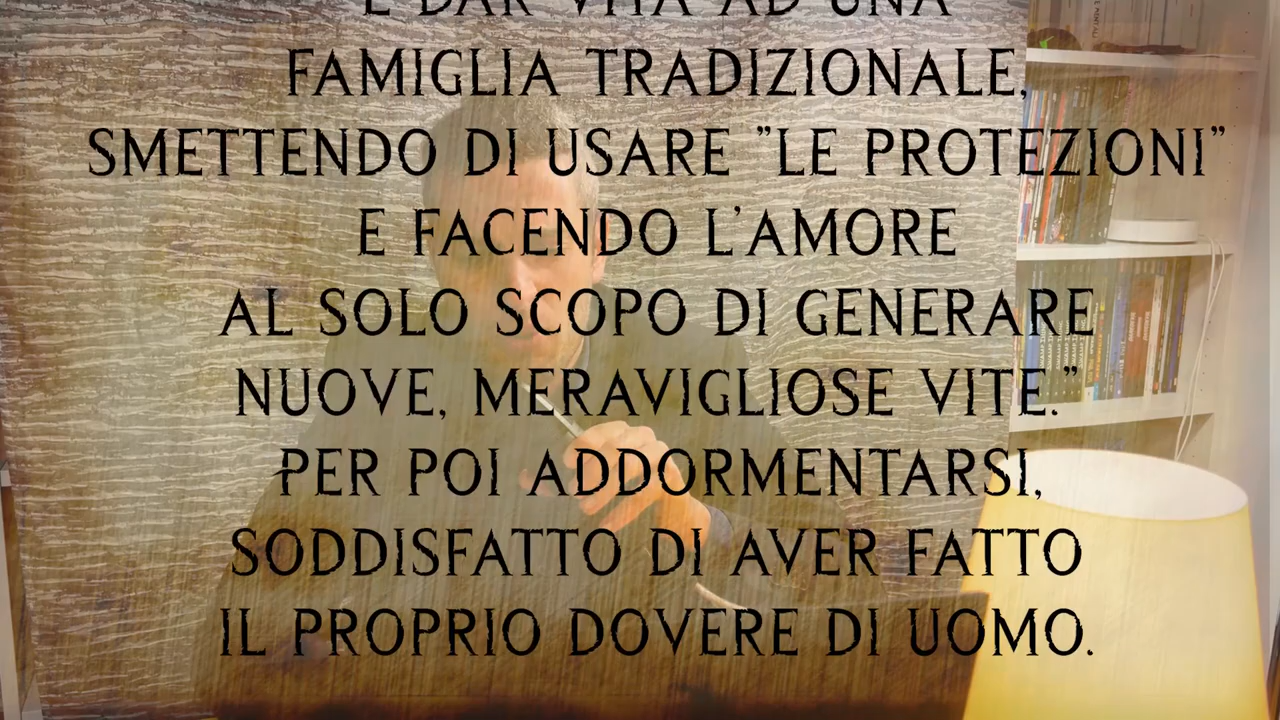 E DAR VITA AD UNA
FAMIGLIA TRADIZIONALE,
SMETTENDO DI USARE "LE PROTEZIONI"
E FACENDO L'AMORE
AL SOLO SCOPO DI GENERARE
NUOVE, MERAVIGLIOSE VITE."
PER POI ADDORMENTARSI,
SODDISFATTO DI AVER FATTO
IL PROPRIO DOVERE DI UOMO.